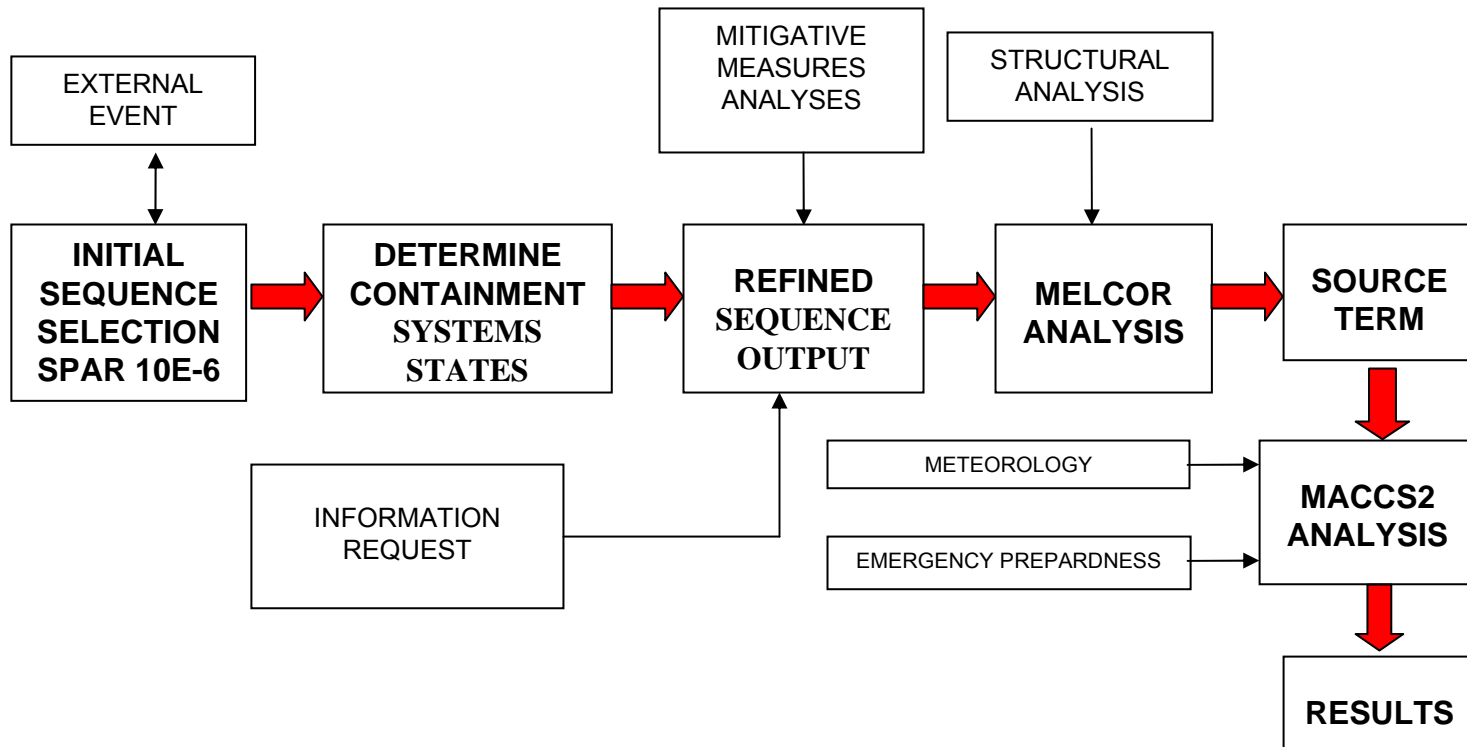 EXTERNAL
EVENT
MITIGATIVE
MEASURES
ANALYSES
STRUCTURAL
ANALYSIS
INITIAL
SEQUENCE
SELECTION
SPAR 10E-6
DETERMINE
CONTAINMENT
SYSTEMS
STATES
REFINED
SEQUENCE
OUTPUT
MELCOR
ANALYSIS
SOURCE
TERM
INFORMATION
REQUEST
METEOROLOGY
EMERGENCY PREPARDNESS
MACCS2
ANALYSIS
RESULTS